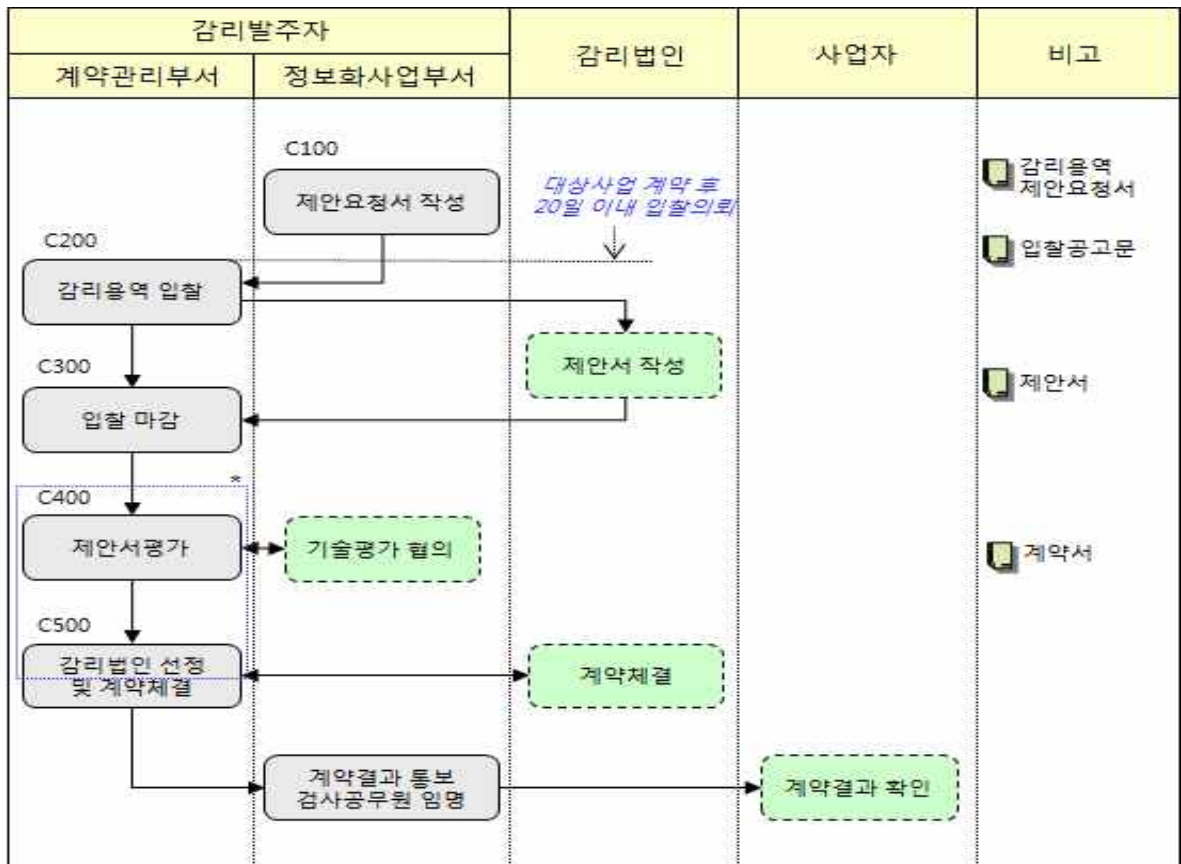 감리발주자
감리법인
사업자
비고
계약관리부서
정보화사업부서
C100
제안요청서 작성
대상사업 계약 후
20일 이내 입찰의뢰
감리용역
제안요청서
C200
감리용역 입찰
입찰공고문
제안서 작성
C300
입찰 마감
제안서
*
C400
제안서평가
기술평가 협의
계약서
C500
감리법인 선정
및 계약체결
계약체결
계약결과 통보
검사공무원 임명
계약결과 확인